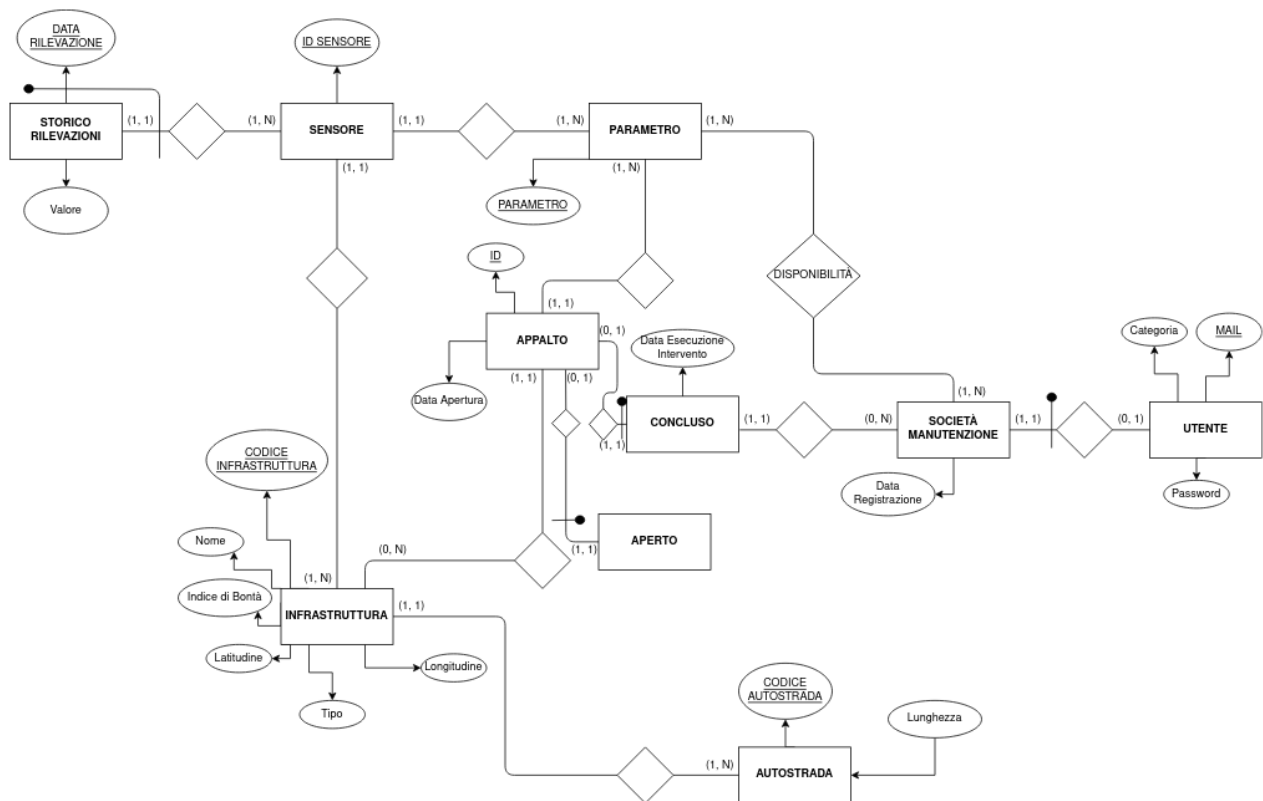 DATA
RILEVAZIONE
ID SENSORE
STORICO
RILEVAZIONI
(1, 1)
(1, N)
SENSORE
(1, 1)
(1, N)
PARAMETRO
(1, N)
(1, 1)
(1, N)
Valore
PARAMETRO
ID
DISPONIBILITÀ
(1, 1)
APPALTO
(0, 1)
Data Esecuzione
Intervento
Categoria
MAIL
(1, 1)
(0, 1)
Data Apertura
(1, N)
CONCLUSO
(1, 1)
(1, 1)
(0, N)
SOCIETÀ
MANUTENZIONE
(1, 1)
(0, 1)
UTENTE
CODICE
INFRASTRUTTURA
Data
Registrazione
Password
Nome
(0, N)
(1, 1)
APERTO
(1, N)
Indice di Bontà
INFRASTRUTTURA
(1, 1)
Latitudine
Longitudine
Tipo
CODICE
AUTOSTRADA
Lunghezza
(1, N)
AUTOSTRADA